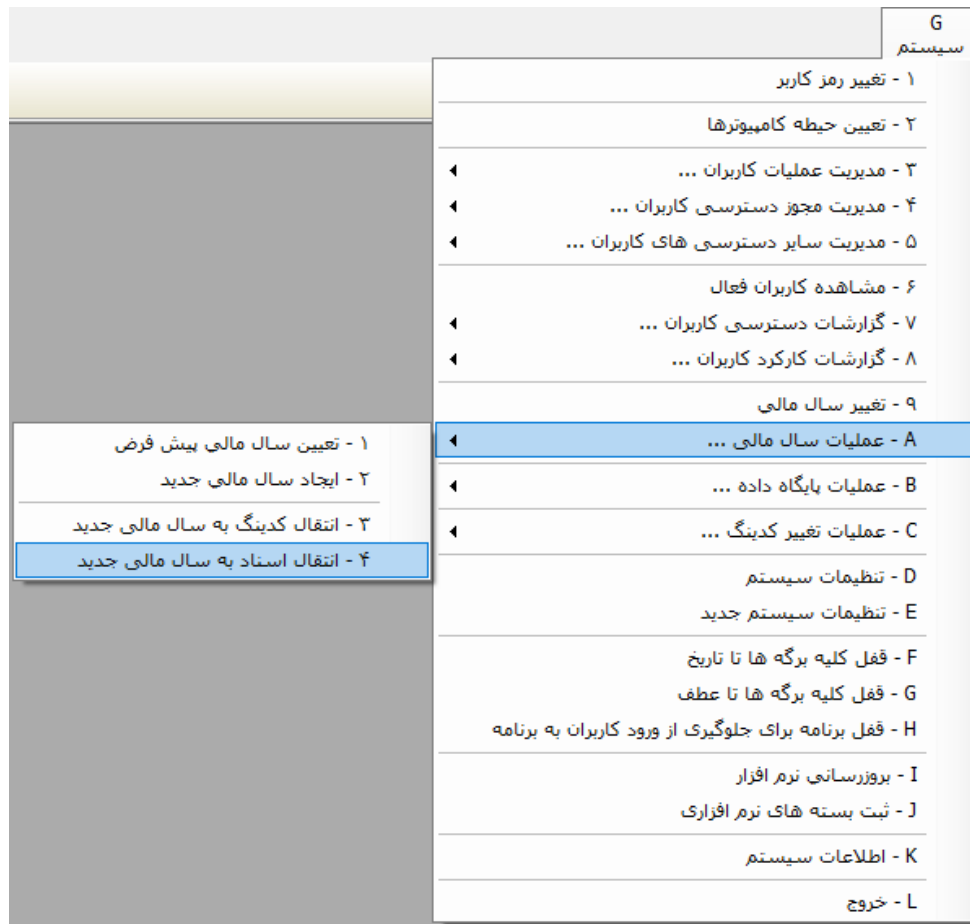 G
سیستم
۱ - تغییر رمز کاربر
۲ - تعیین حیطه کامپیوترها
۳ - مدیریت عملیات کاربران ...
۴ - مدیریت مجوز دسترسی کاربران ...
۵ - مدیریت سایر دسترسی های کاربران ...
۶ - مشاهده کاربران فعال
۷ - گزارشات دسترسی کاربران ...
۸ - گزارشات کارکرد کاربران ...
۹ - تغییر سال مالی
A - عملیات سال مالی ...
۱ - تعیین سال مالی پیش فرض
۲ - ایجاد سال مالی جدید
۳ - انتقال کدینگ به سال مالی جدید
۴ - انتقال اسناد به سال مالی جدید
B - عملیات پایگاه داده ...
C - عملیات تغییر کدینگ ...
D - تنظیمات سیستم
E - تنظیمات سیستم جدید
F - قفل کلیه برگه ها تا تاریخ
G - قفل کلیه برگه ها تا عطف
H - قفل برنامه برای جلوگیری از ورود کاربران به برنامه
I - بروزرسانی نرم افزار
J - ثبت بسته های نرم افزاری
K - اطلاعات سیستم
L - خروج